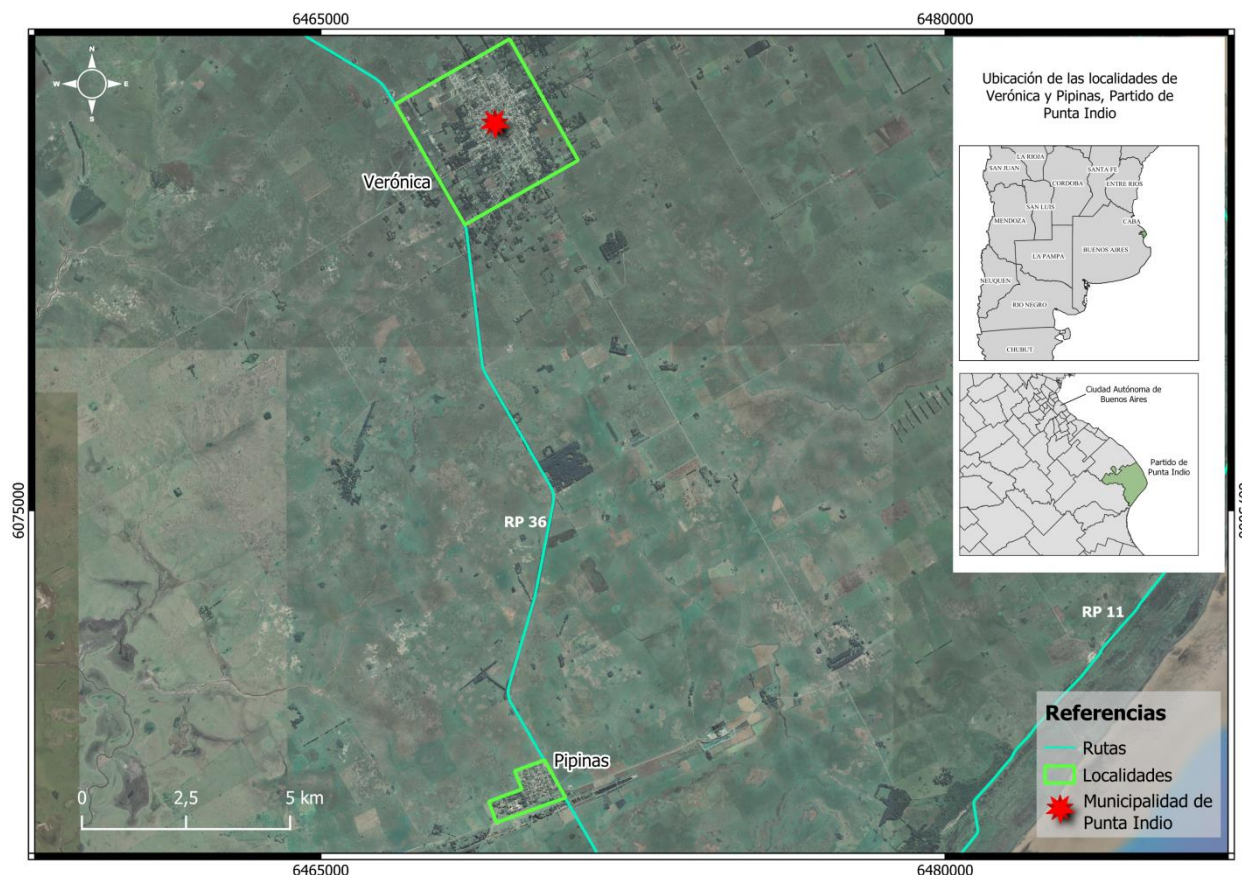 6465000
6480000
N
W
E
S
Verónica
Ubicación de las localidades de
Verónica y Pipinas, Partido de
Punta Indio
LA RIOJA
SAN JUAN
SANTA FE
CORDOBA
ENTRE RIOS
SAN LUIS
MENDOZA
CABA
BUENOS AIRES
LA PAMPA
NEUQUEN
RIO NEGRO
CHUBUT
Ciudad Autónoma de
Buenos Aires
Partido de
Punta Indio
6075000
6075000
RP 36
RP 11
Pipinas
0
2,5
5 km
Referencias
Rutas
Localidades
Municipalidad de
Punta Indio
6465000
6480000